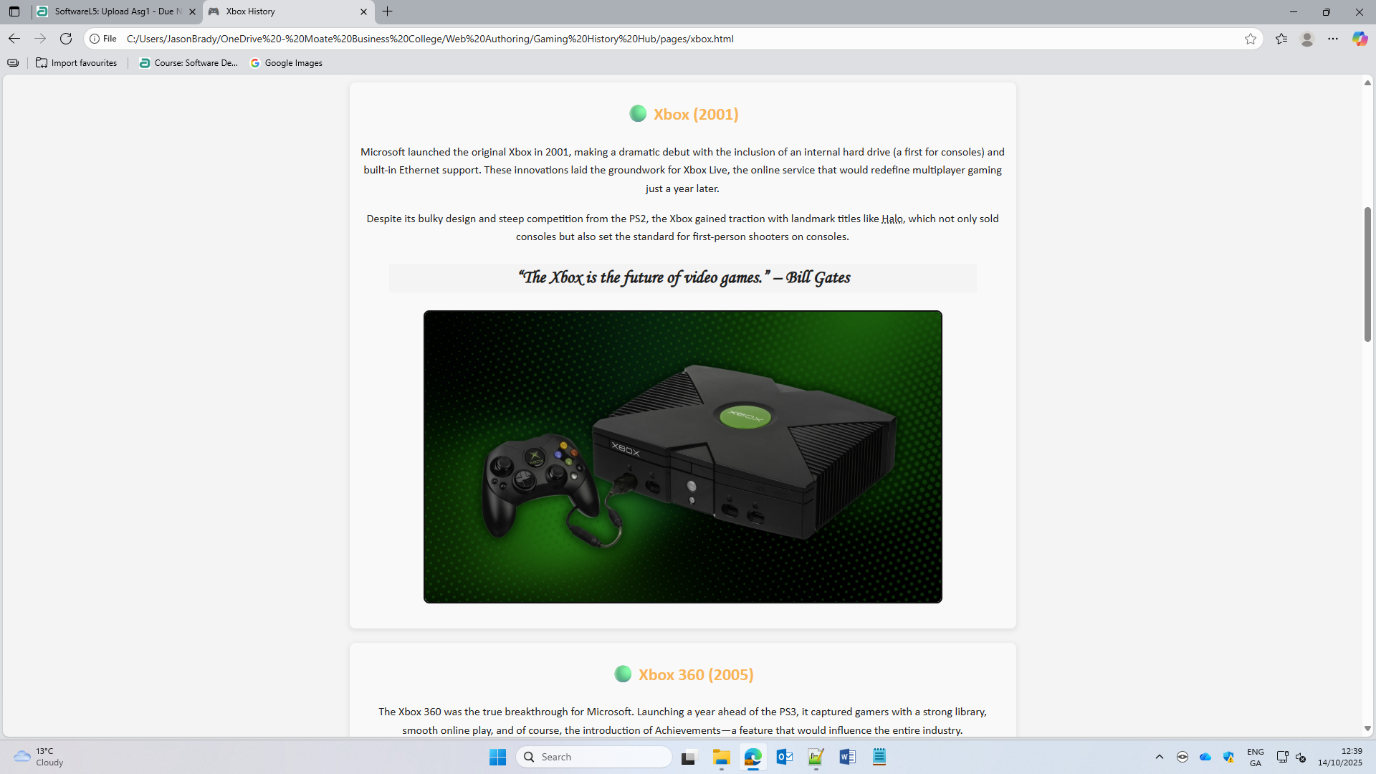 SoftwareL5: Upload Asg1 - Due N
Xbox History
File
C:/Users/JasonBrady/OneDrive%20-%20Moate%20Business%20College/Web%20Authoring/Gaming%20History%20Hub/pages/xbox.html
Import favourites
Course: Software De...
Google Images
Xbox (2001)
Microsoft launched the original Xbox in 2001, making a dramatic debut with the inclusion of an internal hard drive (a first for consoles) and
built-in Ethernet support. These innovations laid the groundwork for Xbox Live, the online service that would redefine multiplayer gaming
just a year later.
Despite its bulky design and steep competition from the PS2, the Xbox gained traction with landmark titles like Halo, which not only sold
consoles but also set the standard for first-person shooters on consoles.
“The Xbox is the future of video games.” – Bill Gates
XBOX
XBOX
Xbox 360 (2005)
The Xbox 360 was the true breakthrough for Microsoft. Launching a year ahead of the PS3, it captured gamers with a strong library,
smooth online play, and of course, the introduction of Achievements—a feature that would influence the entire industry.
13°C
Cloudy
Search
ENG
GA
12:39
14/10/2025